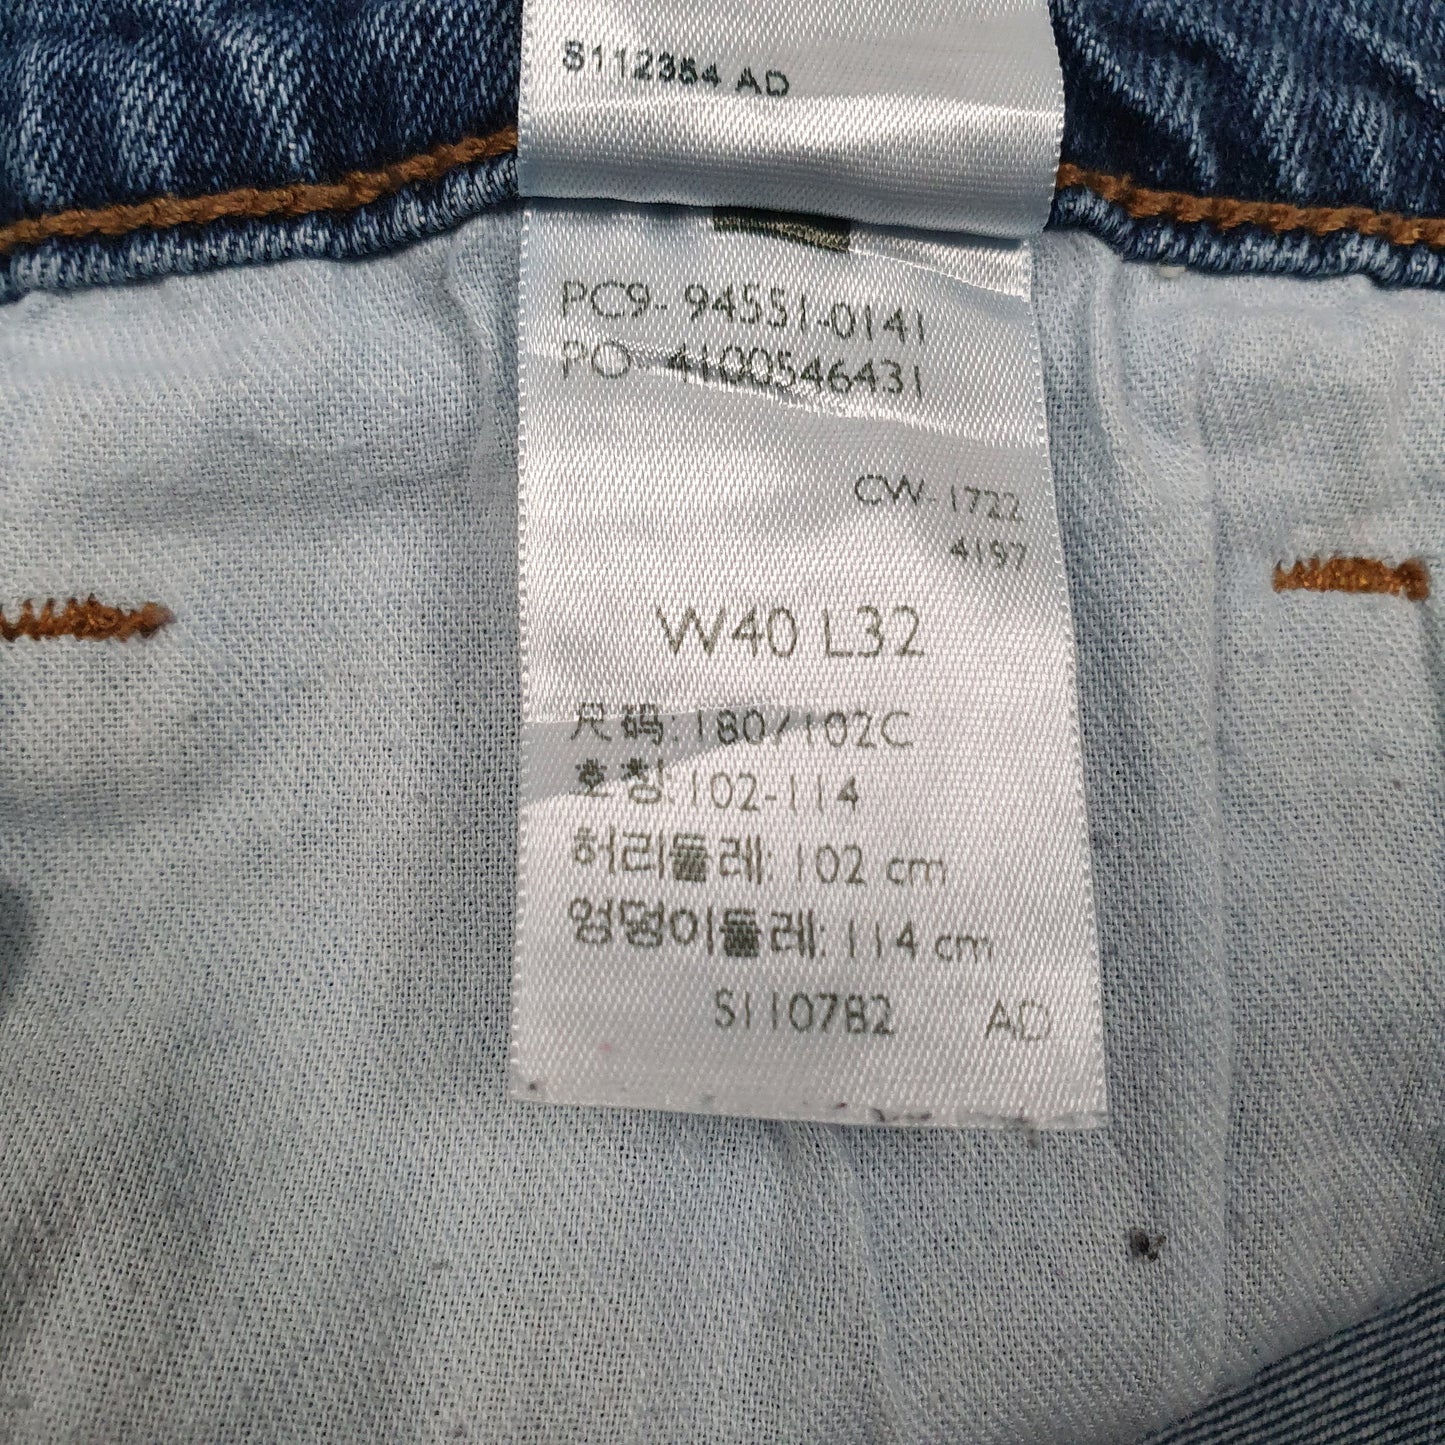 S112384 AD
PC9- 94551-0141
PO 4100546431
CW-1722
4197
W40 L32
尺码: 180/102C
호칭: 102-114
허리둘레: 102 cm
엉덩이둘레: 114 cm
S110782 AD